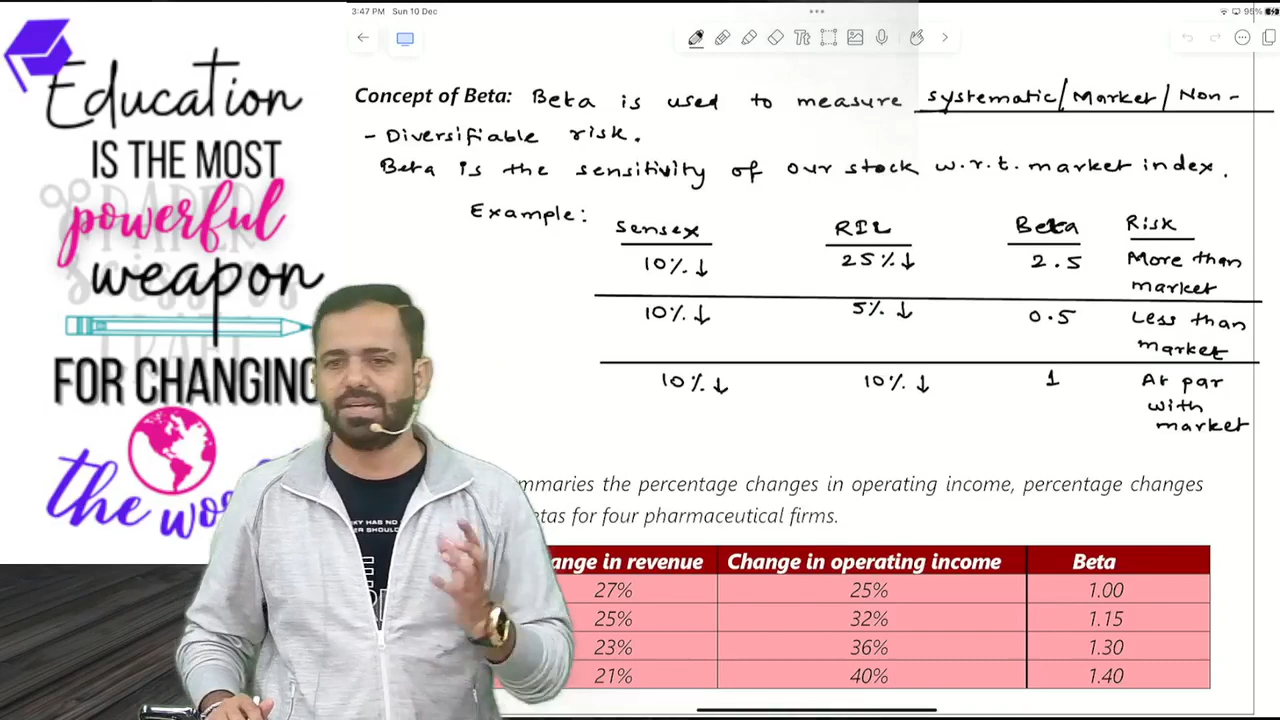 3:47 PM Sun 10 Dec
95%
Education
IS THE MOST
powerful
weapon
FOR CHANGING
the
Tt
Concept of Beta: Beta is used to measure systematic/Market/Non-
- Diversifiable risk.
Beta is the sensitivity of our stock w.r.t. market index.
Example:
Sensex RIL Beta Risk
10% ↓ 25% ↓ 2.5 More than
market
10% ↓ 5% ↓ 0.5 Less than
market
10% ↓ 10% ↓ 1 At par
with
market
the percentage changes in operating income, percentage changes
for four pharmaceutical firms.
in revenue Change in operating income Beta
27% 25% 1.00
25% 32% 1.15
23% 36% 1.30
21% 40% 1.40
HAS NO